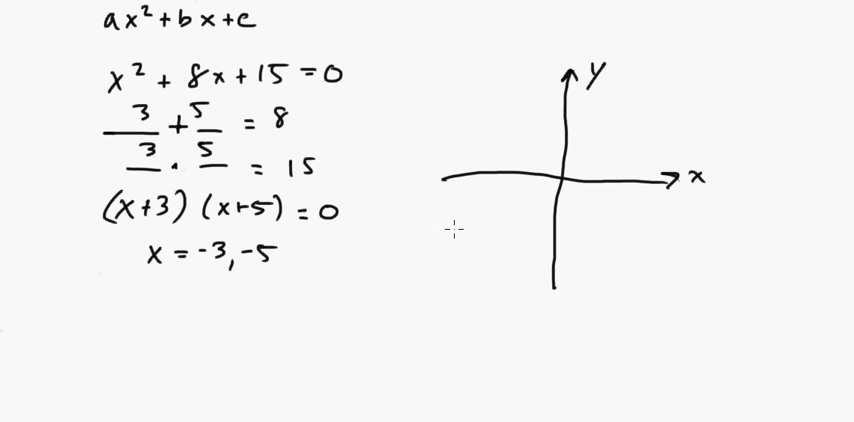 ax² + bx + c
x² + 8x + 15 = 0
3 + 5 = 8
3 · 5 = 15
(x+3) (x+5) = 0
x = -3, -5
y
x